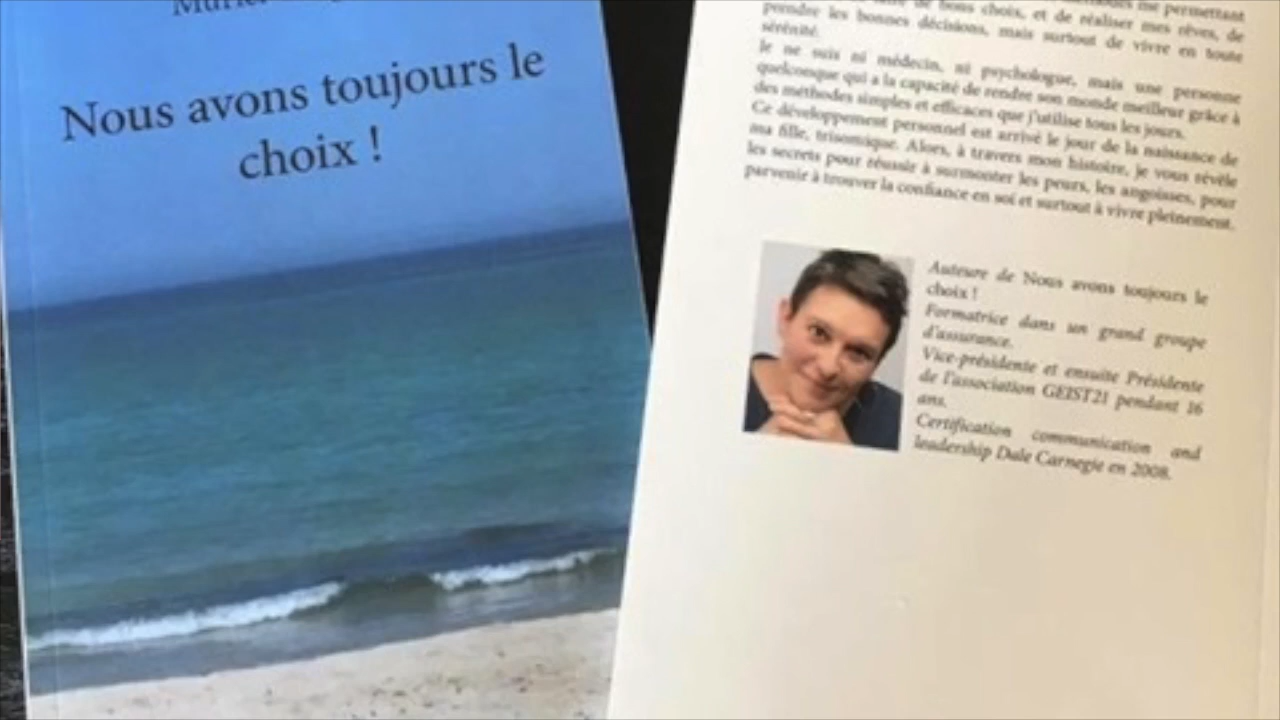 Nous avons toujours le
choix !
permettant
bons choix, et de réaliser mes rêves, de
prendre les bonnes décisions, mais surtout de vivre en toute
sérénité.
Je ne suis ni médecin, ni psychologue, mais une personne
quelconque qui a la capacité de rendre son monde meilleur grâce à
des méthodes simples et efficaces que j'utilise tous les jours.
Ce développement personnel est arrivé le jour de la naissance de
ma fille, trisomique. Alors, à travers mon histoire, je vous révèle
les secrets pour réussir à surmonter les peurs, les angoisses, pour
parvenir à trouver la confiance en soi et surtout à vivre pleinement.
Auteure de Nous avons toujours le
choix !
Formatrice dans un grand groupe
d'assurance.
Vice-présidente et ensuite Présidente
de l'association GEIST21 pendant 16
ans.
Certification communication and
leadership Dale Carnegie en 2008.